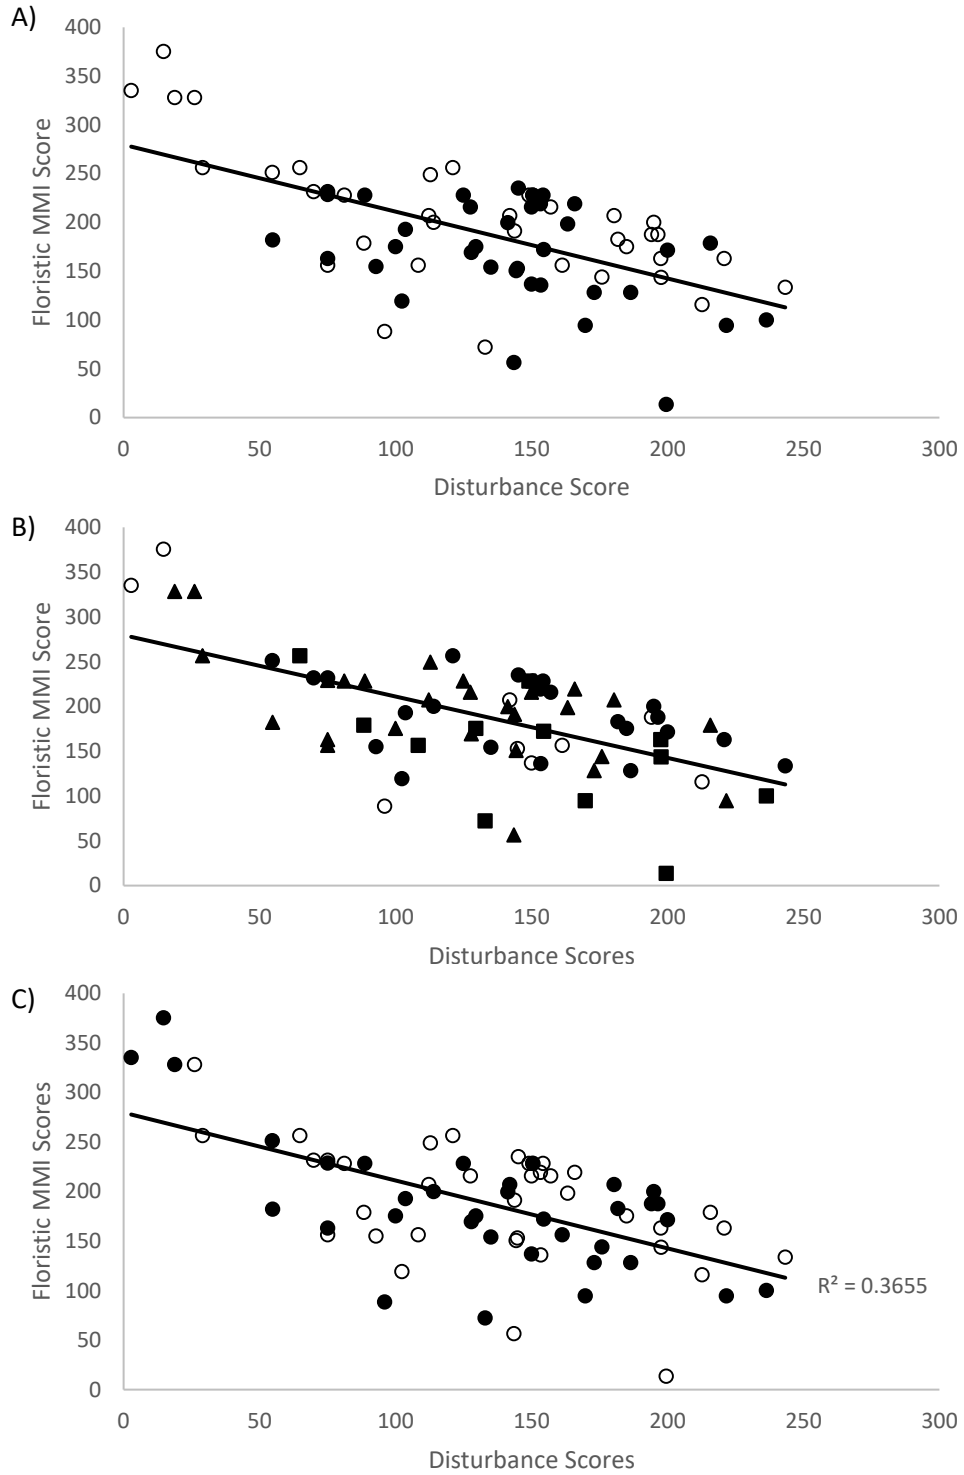 A)
400
350
300
250
200
150
100
50
0
Floristic MMI Score
0 50 100 150 200 250 300
Disturbance Score
B)
400
350
300
250
200
150
100
50
0
Floristic MMI Score
0 50 100 150 200 250 300
Disturbance Scores
C)
400
350
300
250
200
150
100
50
0
Floristic MMI Scores
R² = 0.3655
0 50 100 150 200 250 300
Disturbance Scores